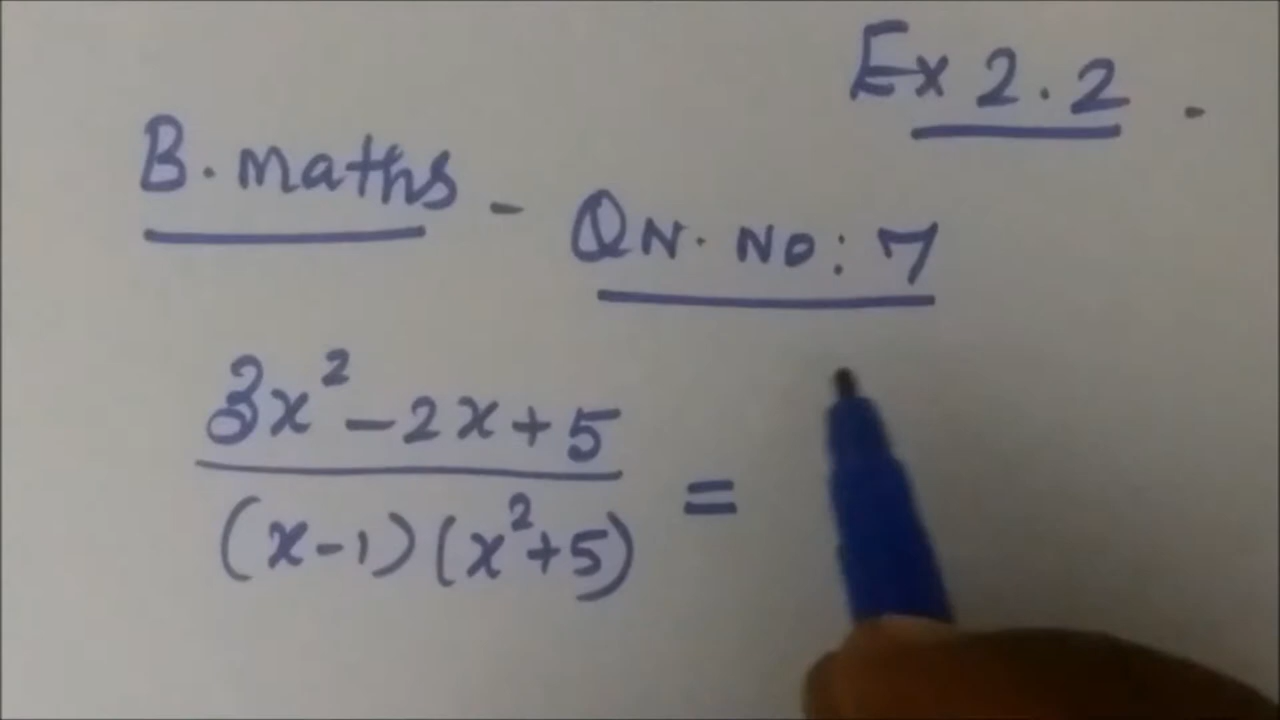 Ex 2.2.
B. maths - QN. NO: 7
3x² - 2x + 5
(x-1)(x²+5) =